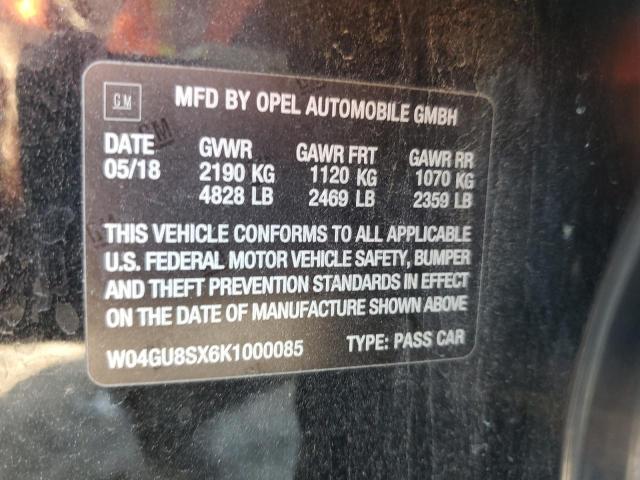 GM MFD BY OPEL AUTOMOBILE GMBH
DATE GVWR GAWR FRT GAWR RR
05/18 2190 KG 1120 KG 1070 KG
4828 LB 2469 LB 2359 LB
THIS VEHICLE CONFORMS TO ALL APPLICABLE
U.S. FEDERAL MOTOR VEHICLE SAFETY, BUMPER
AND THEFT PREVENTION STANDARDS IN EFFECT
ON THE DATE OF MANUFACTURE SHOWN ABOVE
W04GU8SX6K1000085 TYPE: PASS CAR